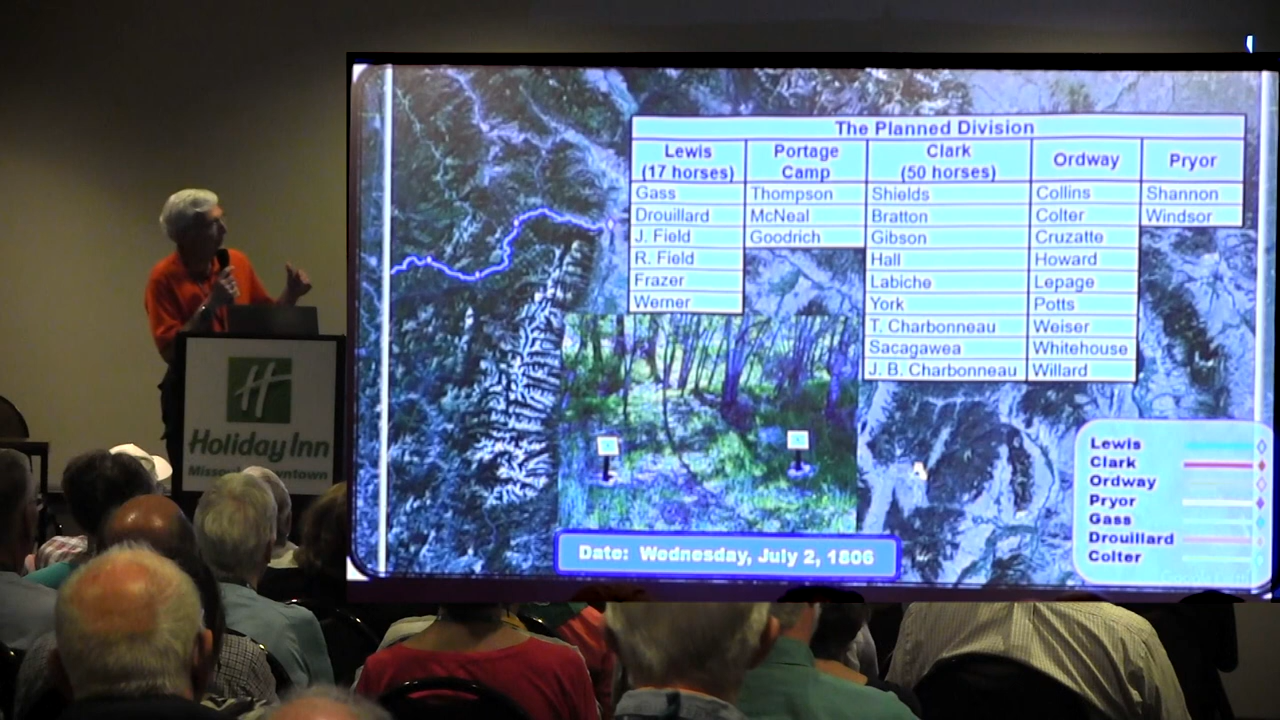 The Planned Division
Lewis (17 horses) Portage Camp Clark (50 horses) Ordway Pryor
Gass Thompson Shields Collins Shannon
Drouillard McNeal Bratton Colter Windsor
J. Field Goodrich Gibson Cruzatte
R. Field Hall Howard
Frazer Labiche Lepage
Werner York Potts
T. Charbonneau Weiser
Sacagawea Whitehouse
J. B. Charbonneau Willard
Lewis
Clark
Ordway
Pryor
Gass
Drouillard
Colter
Date: Wednesday, July 2, 1806
H
Holiday Inn